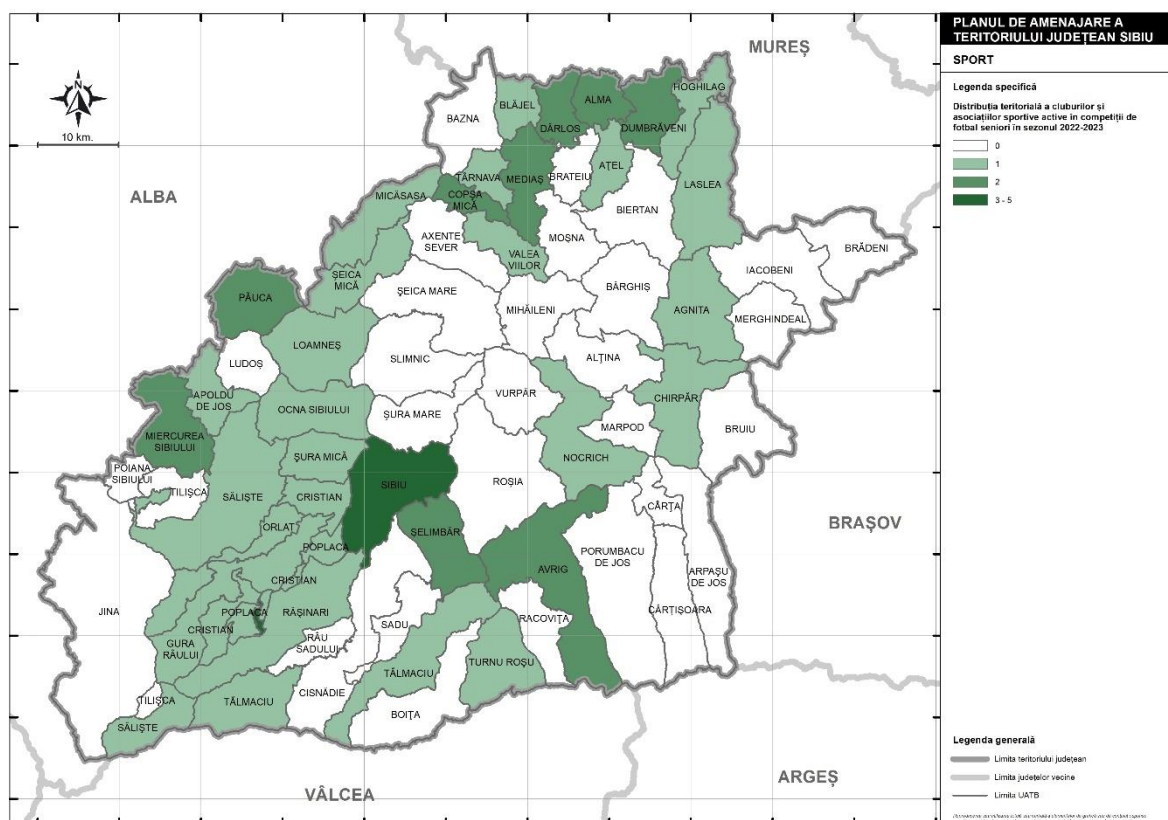 PLANUL DE AMENAJARE A
TERITORIULUI JUDEȚEAN SIBIU
SPORT
Legenda specifică
Distribuția teritorială a cluburilor și
asociațiilor sportive active în competiții de
fotbal seniori în sezonul 2022-2023
0
1
2
3 - 5
10 km.
MUREȘ
ALBA
BRAȘOV
ARGEȘ
VÂLCEA
HOGHILAG
BLĂJEL
ALMA
BAZNA
DÂRLOS
DUMBRĂVENI
AȚEL
TÂRNAVA
MEDIAȘ
BRATEIU
LASLEA
MICĂSASA
COPȘA
MICĂ
BIERTAN
AXENTE
SEVER
MOȘNA
BRĂDENI
VALEA
VIILOR
IACOBENI
ȘEICA
MICĂ
BÂRGHIȘ
PĂUCA
ȘEICA MARE
MIHĂILENI
AGNITA
MERGHINDEAL
LOAMNEȘ
SLIMNIC
ALȚINA
LUDOȘ
VURPĂR
APOLDU
DE JOS
CHIRPĂR
OCNA SIBIULUI
ȘURA MARE
MARPOD
BRUIU
MIERCUREA
SIBIULUI
ȘURA MICĂ
NOCRICH
POIANA
SIBIULUI
TILIȘCA
SĂLIȘTE
CRISTIAN
SIBIU
ROȘIA
CÂRȚA
ORLAT
ȘELIMBĂR
POPLACA
PORUMBACU
DE JOS
AVRIG
ARPAȘU
DE JOS
CRISTIAN
JINA
POPLACA
RĂȘINARI
CÂRȚIȘOARA
CRISTIAN
SADU
RACOVIȚA
GURA
RÂULUI
RÂU
SADULUI
TURNU ROȘU
TĂLMACIU
CISNĂDIE
TILIȘCA
TĂLMACIU
BOIȚA
SĂLIȘTE
Legenda generală
Limita teritoriului județean
Limita județelor vecine
Limita UATB